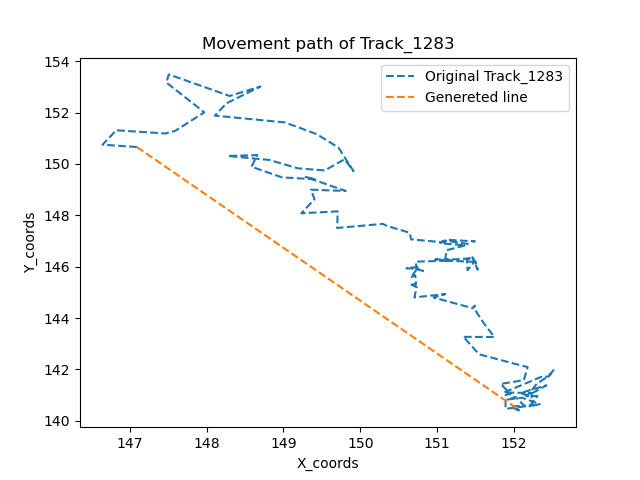 Movement path of Track_1283
Original Track_1283
Genereted line
Y_coords
154
152
150
148
146
144
142
140
147 148 149 150 151 152
X_coords